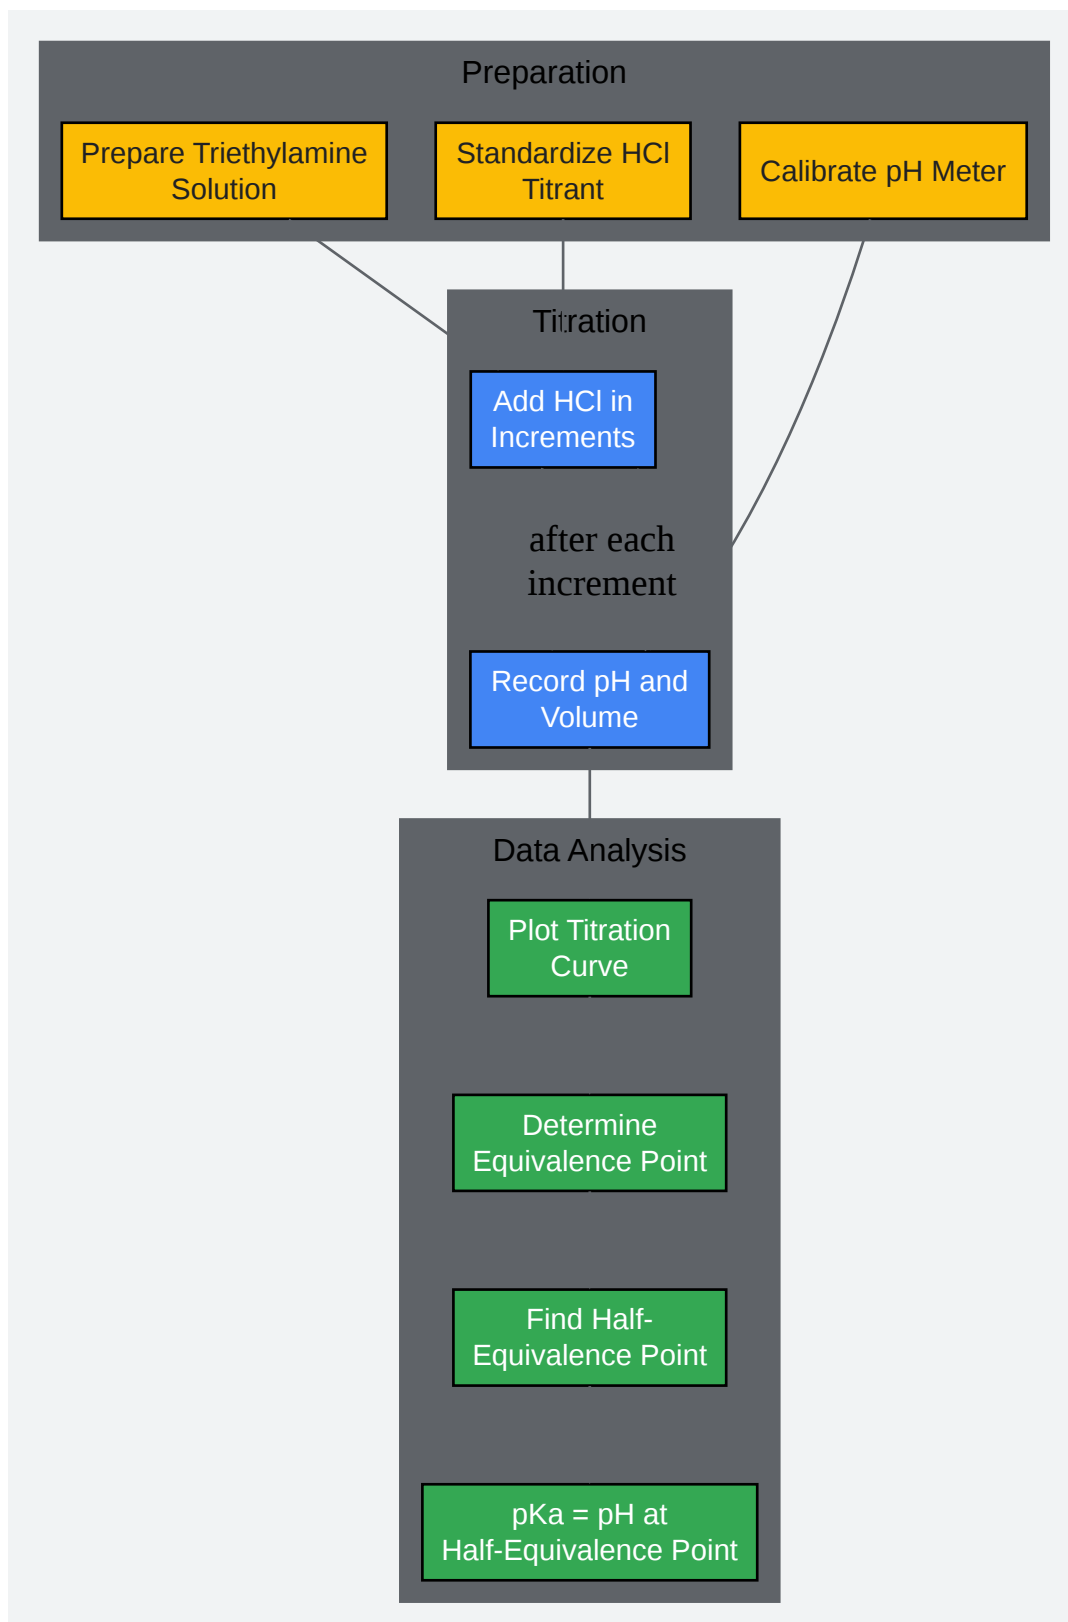 Preparation
Prepare Triethylamine
Solution
Standardize HCl
Titrant
Calibrate pH Meter
Titration
Add HCl in
Increments
after each
increment
Record pH and
Volume
Data Analysis
Plot Titration
Curve
Determine
Equivalence Point
Find Half-
Equivalence Point
pKa = pH at
Half-Equivalence Point